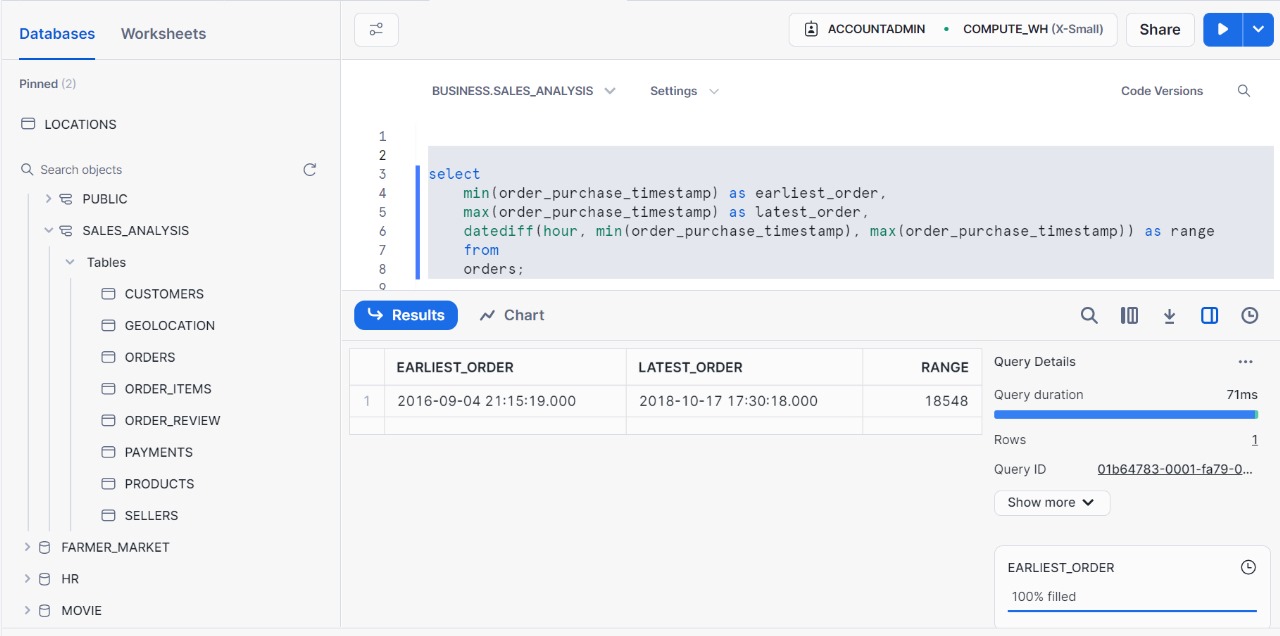 Databases Worksheets
Pinned (2)
LOCATIONS
Search objects
PUBLIC
SALES_ANALYSIS
Tables
CUSTOMERS
GEOLOCATION
ORDERS
ORDER_ITEMS
ORDER_REVIEW
PAYMENTS
PRODUCTS
SELLERS
FARMER_MARKET
HR
MOVIE
ACCOUNTADMIN • COMPUTE_WH (X-Small) Share
BUSINESS.SALES_ANALYSIS Settings Code Versions
1
2
3 select
4 min(order_purchase_timestamp) as earliest_order,
5 max(order_purchase_timestamp) as latest_order,
6 datediff(hour, min(order_purchase_timestamp), max(order_purchase_timestamp)) as range
7 from
8 orders;
9
Results Chart
EARLIEST_ORDER LATEST_ORDER RANGE
1 2016-09-04 21:15:19.000 2018-10-17 17:30:18.000 18548
Query Details ...
Query duration 71ms
Rows 1
Query ID 01b64783-0001-fa79-0...
Show more
EARLIEST_ORDER
100% filled